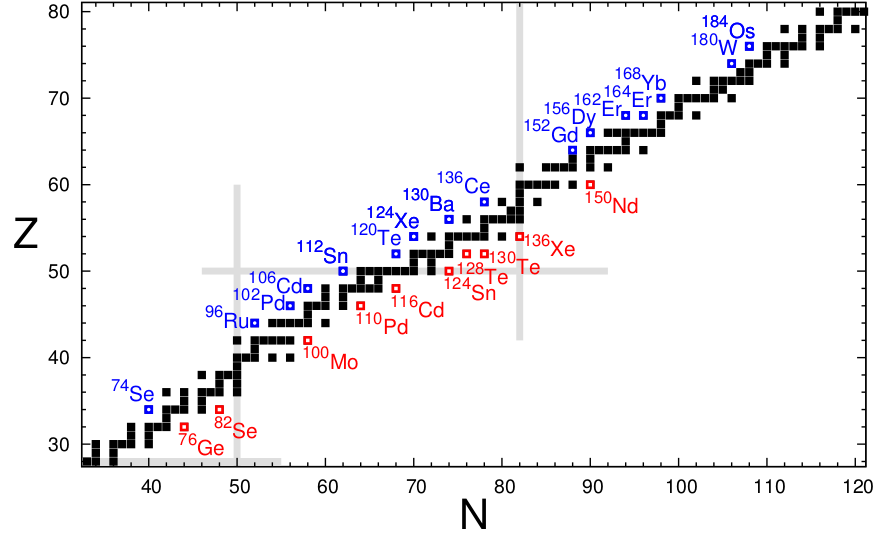 80
70
60
50
40
30
Z
184Os
180W
168Yb
164Er
162Er
156Dy
152Gd
150Nd
136Ce
130Ba
124Xe
120Te
136Xe
130Te
128Te
124Sn
112Sn
106Cd
102Pd
96Ru
116Cd
110Pd
100Mo
74Se
82Se
76Ge
40 50 60 70 80 90 100 110 120
N